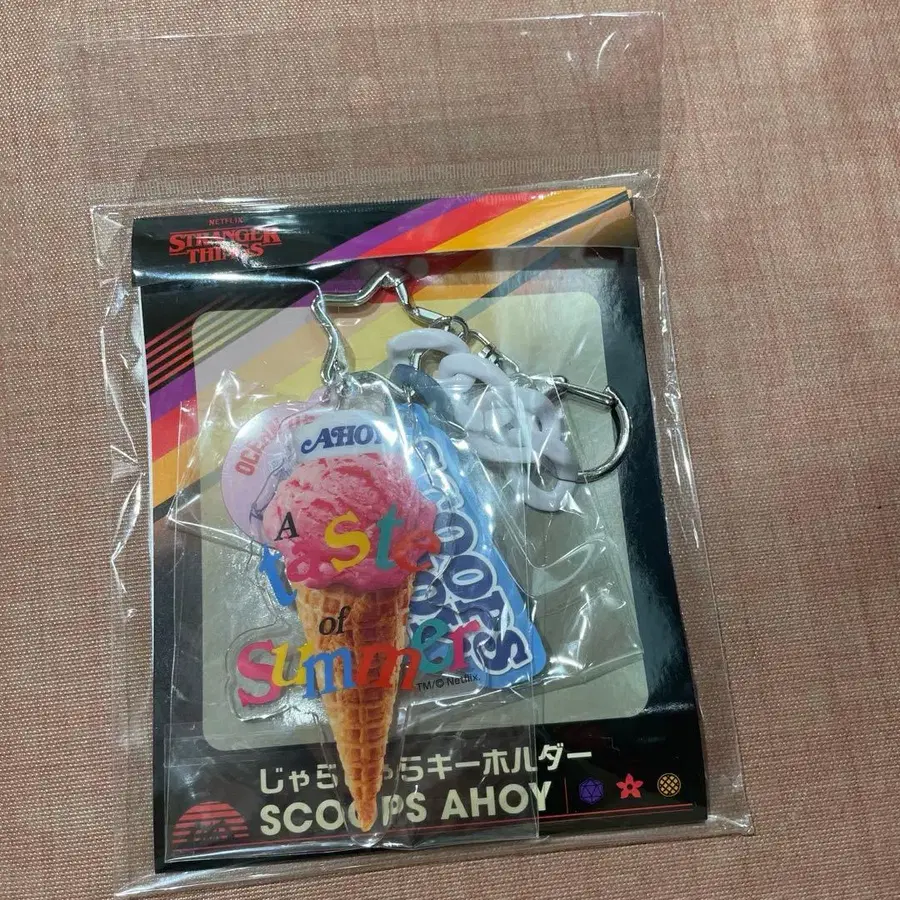 NETFLIX
STRANGER
THINGS
AHOY
A
taste
of
Summer
SCOOPS
TM/© Netflix.
じゃらじゃらキーホルダー
SCOOPS AHOY